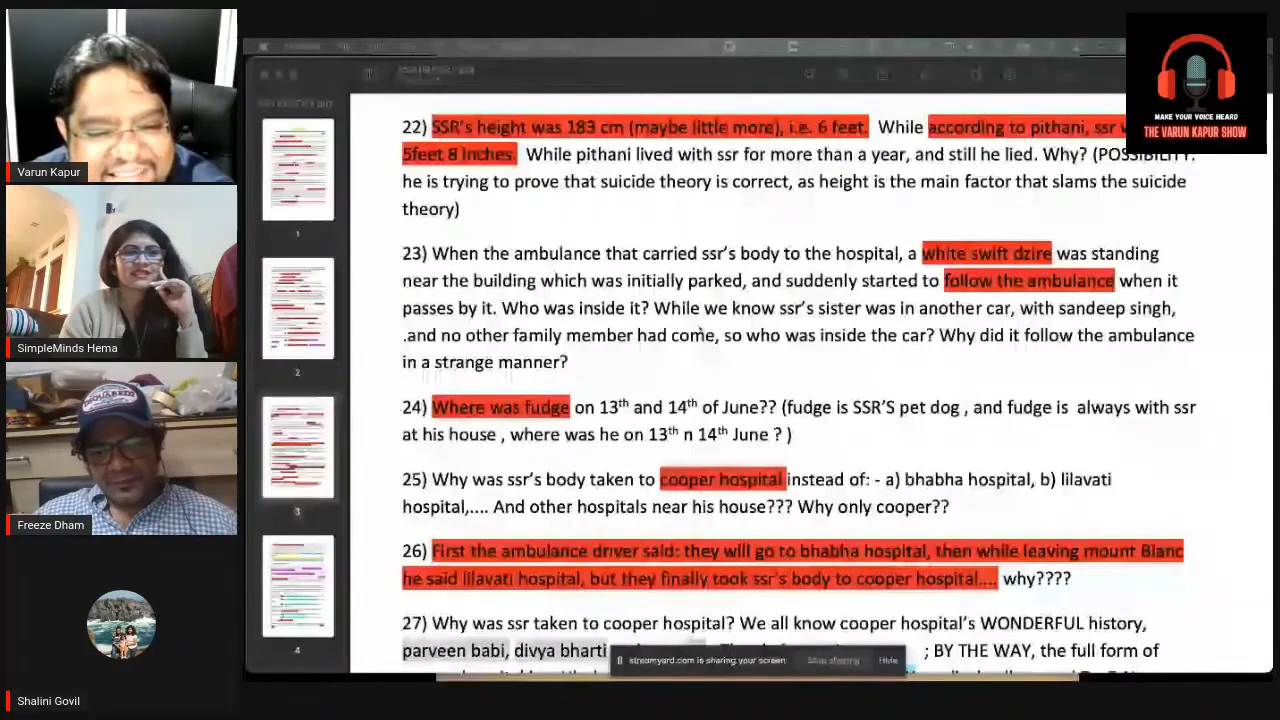 MAKE YOUR VOICE HEARD
THE VARUN KAPUR SHOW
Varun Kapur
SimpleMinds Hema
Freeze Dham
Shalini Govil
1
2
3
4
22) SSR's height was 183 cm (maybe little more), i.e. 6 feet. While according to pithani, ssr
5feet 8 Inches. While pithani lived with ssr for more than a year, and still he lied. Why? (POSSIBILITY:
he is trying to prove that suicide theory is correct, as height is the main factor that slams the suicide
theory)
23) When the ambulance that carried ssr's body to the hospital, a white swift dzire was standing
near the building which was initially parked, and suddenly started to follow the ambulance when it
passes by it. Who was inside it? While we know ssr's sister was in another car, with sandeep singh,
.and no other family member had come, so who was inside the car? Why did it follow the ambulance
in a strange manner?
24) Where was fudge on 13th and 14th of June?? (fudge is SSR'S pet dog , and fudge is always with ssr
at his house , where was he on 13th n 14th June ? )
25) Why was ssr's body taken to cooper hospital instead of: - a) bhabha hospital, b) lilavati
hospital,.... And other hospitals near his house??? Why only cooper??
26) First the ambulance driver said: they will go to bhabha hospital, then while leaving mount Blanc
he said lilavati hospital, but they finally took ssr's body to cooper hospital.... why????
27) Why was ssr taken to cooper hospital? We all know cooper hospital's WONDERFUL history,
parveen babi, divya bharti ; BY THE WAY, the full form of
streamyard.com is sharing your screen
Stop sharing
Hide